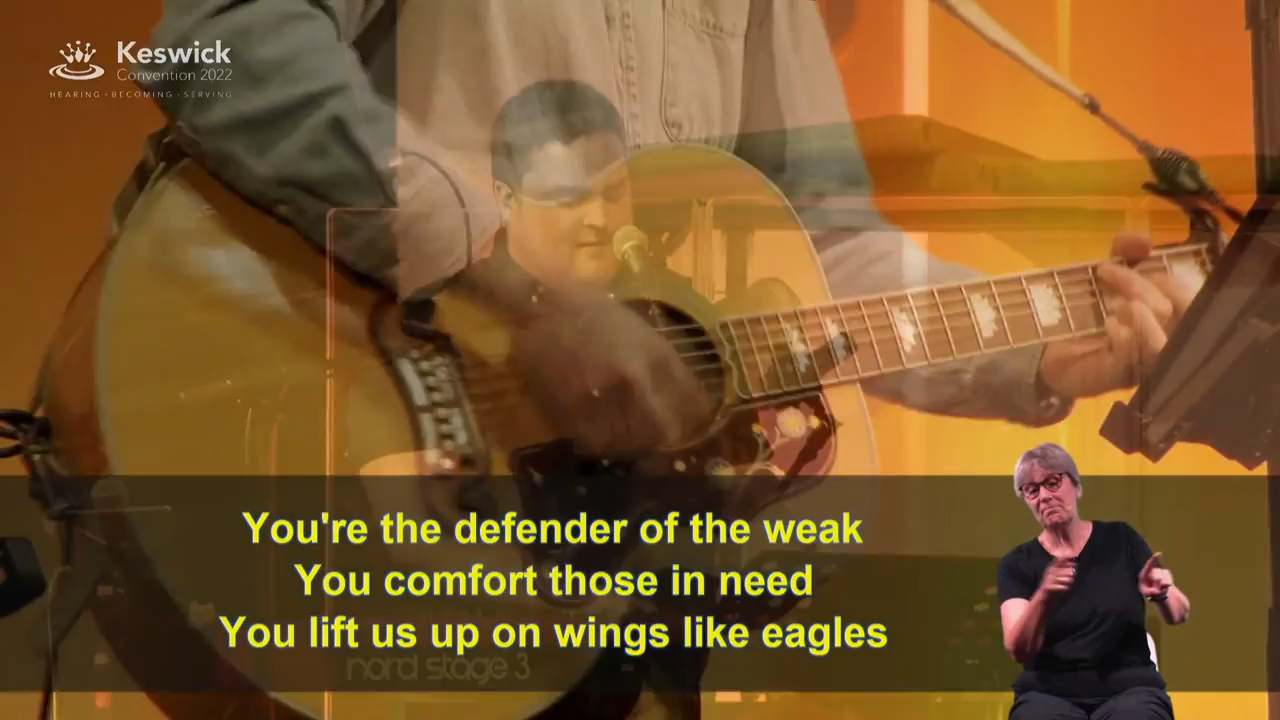 Keswick
Convention 2022
HEARING · BECOMING · SERVING
You're the defender of the weak
You comfort those in need
You lift us up on wings like eagles
nord stage 3